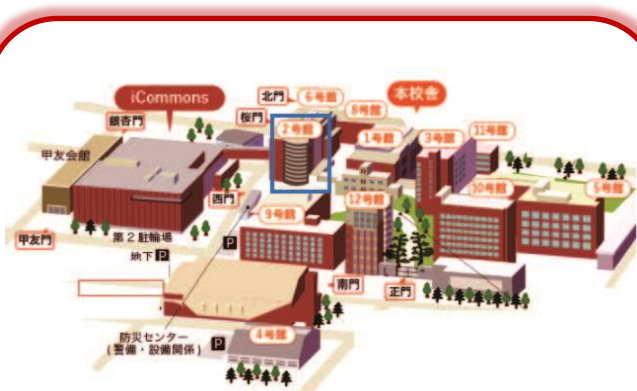 北門
6号館
iCommons
本校舎
8号館
銀杏門
桜門
2号館
1号館
3号館
11号館
甲友会館
西門
12号館
10号館
5号館
9号館
甲友門
第2駐輪場
P
地下P
南門
正門
防災センター
(警備・設備関係)
P
4号館